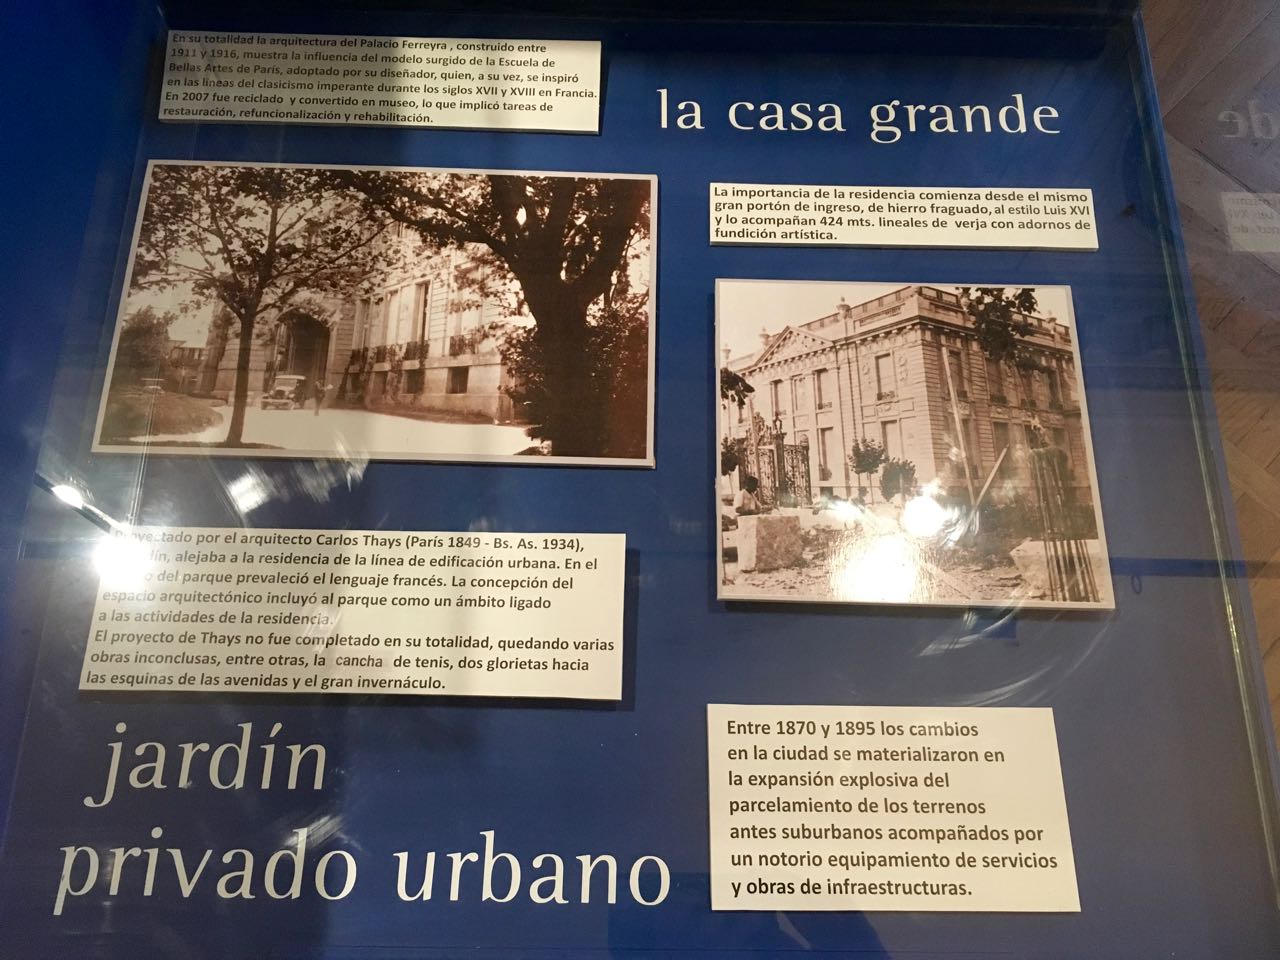 En su totalidad la arquitectura del Palacio Ferreyra , construido entre
1911 y 1916, muestra la influencia del modelo surgido de la Escuela de
Bellas Artes de París, adoptado por su diseñador, quien, a su vez, se inspiró
en las líneas del clasicismo imperante durante los siglos XVII y XVIII en Francia.
En 2007 fue reciclado y convertido en museo, lo que implicó tareas de
restauración, refuncionalización y rehabilitación.
la casa grande
La importancia de la residencia comienza desde el mismo
gran portón de ingreso, de hierro fraguado, al estilo Luis XVI
y lo acompañan 424 mts. lineales de verja con adornos de
fundición artística.
por el arquitecto Carlos Thays (París 1849 - Bs. As. 1934),
alejaba a la residencia de la línea de edificación urbana. En el
del parque prevaleció el lenguaje francés. La concepción del
espacio arquitectónico incluyó al parque como un ámbito ligado
a las actividades de la residencia.
El proyecto de Thays no fue completado en su totalidad, quedando varias
obras inconclusas, entre otras, la cancha de tenis, dos glorietas hacia
las esquinas de las avenidas y el gran invernáculo.
jardín
privado urbano
Entre 1870 y 1895 los cambios
en la ciudad se materializaron en
la expansión explosiva del
parcelamiento de los terrenos
antes suburbanos acompañados por
un notorio equipamiento de servicios
y obras de infraestructuras.